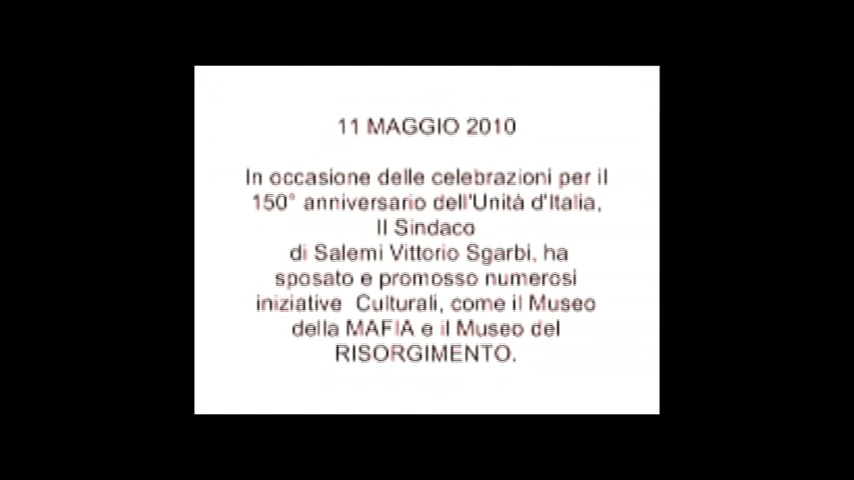 11 MAGGIO 2010
In occasione delle celebrazioni per il
150° anniversario dell'Unità d'Italia,
Il Sindaco
di Salemi Vittorio Sgarbi, ha
sposato e promosso numerosi
iniziative  Culturali, come il Museo
della MAFIA e il Museo del
RISORGIMENTO.